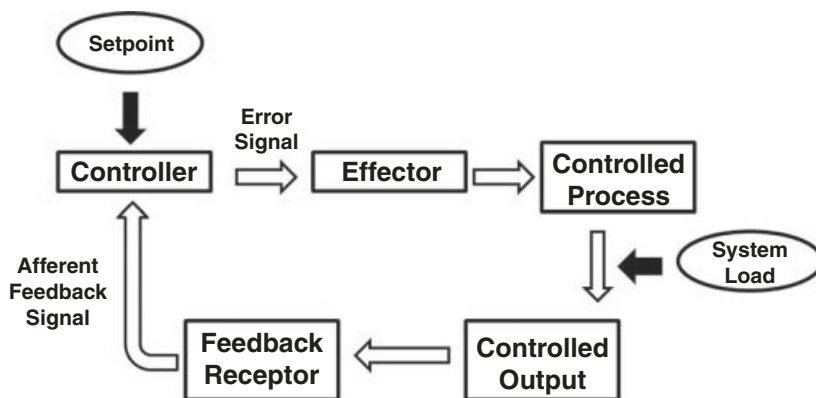 Setpoint
Error
Signal
Controller
Effector
Controlled
Process
System
Load
Afferent
Feedback
Signal
Feedback
Receptor
Controlled
Output